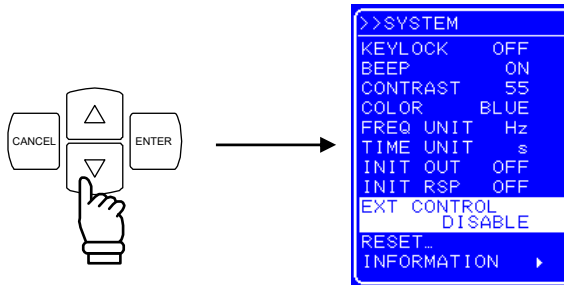 CANCEL
ENTER
>>SYSTEM
KEYLOCK OFF
BEEP ON
CONTRAST 55
COLOR BLUE
FREQ UNIT Hz
TIME UNIT s
INIT OUT OFF
INIT RSP OFF
EXT CONTROL
DISABLE
RESET…
INFORMATION